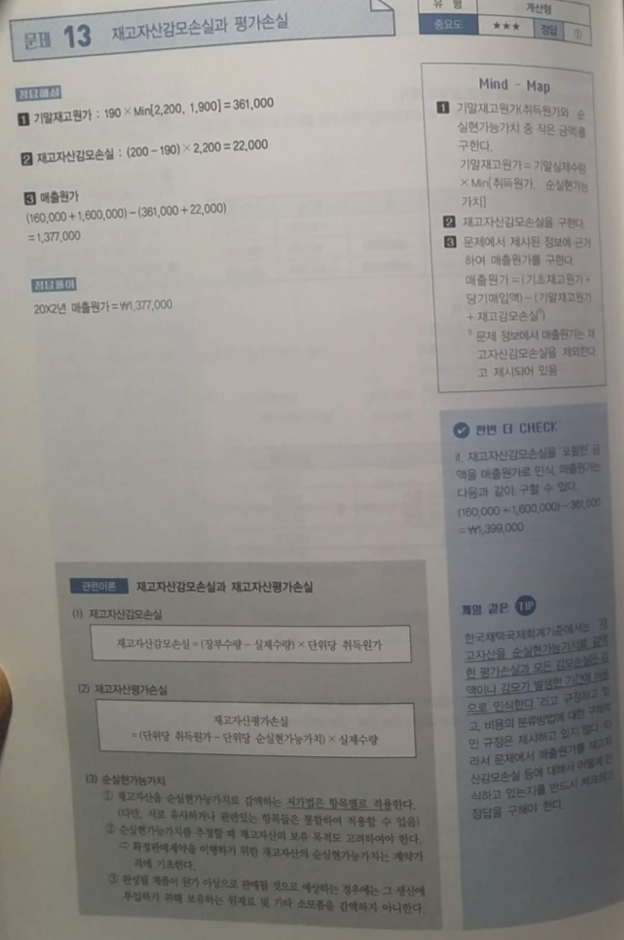 문제 13 재고자산감모손실과 평가손실
유 형 계산형
중요도 ★★★ 정답 ①
정답해설
1 기말재고원가 : 190 × Min[2,200, 1,900] = 361,000
2 재고자산감모손실 : (200 - 190) × 2,200 = 22,000
3 매출원가
(160,000 + 1,600,000) - (361,000 + 22,000)
= 1,377,000
정답풀이
20X2년 매출원가 = ₩1,377,000
Mind - Map
1 기말재고원가(취득원가와 순
실현가능가치 중 작은 금액)를
구한다.
기말재고원가 = 기말실제수량
× Min[취득원가, 순실현가능
가치]
2 재고자산감모손실을 구한다.
3 문제에서 제시된 정보에 근거
하여 매출원가를 구한다.
매출원가 = (기초재고원가 +
당기매입액) - (기말재고원가
+ 재고감모손실*)
* 문제 정보에서 매출원가는 재
고자산감모손실을 제외한다
고 제시되어 있음
한번 더 CHECK
if, 재고자산감모손실을 '포함한' 금
액을 매출원가로 인식, 매출원가는
다음과 같이 구할 수 있다.
(160,000 + 1,600,000) - 361,000
= ₩1,399,000
관련이론 재고자산감모손실과 재고자산평가손실
(1) 재고자산감모손실
재고자산감모손실 = (장부수량 - 실제수량) × 단위당 취득원가
(2) 재고자산평가손실
재고자산평가손실
= (단위당 취득원가 - 단위당 순실현가능가치) × 실제수량
(3) 순실현가능가치
① 재고자산을 순실현가능가치로 감액하는 저가법은 항목별로 적용한다.
(다만, 서로 유사하거나 관련있는 항목들은 통합하여 적용할 수 있음)
② 순실현가능가치를 추정할 때 재고자산의 보유 목적도 고려하여야 한다.
⇨ 확정판매계약을 이행하기 위한 재고자산의 순실현가능가치는 계약가
격에 기초한다.
③ 완성될 제품이 원가 이상으로 판매될 것으로 예상하는 경우에는 그 생산에
투입하기 위해 보유하는 원재료 및 기타 소모품을 감액하지 아니한다.
같은 TIP
한국채택국제회계기준에서는 '재
고자산을 순실현가능가치로 감액
한 평가손실과 모든 감모손실은 감
액이나 감모가 발생한 기간에 비용
으로 인식한다.'라고 규정하고 있
고, 비용의 분류방법에 대한 구체적
인 규정은 제시하고 있지 않다. 따
라서 문제에서 매출원가를 재고자
산감모손실 등에 대해서 어떻게 인
식하고 있는지를 반드시 체크하고
정답을 구해야 한다.